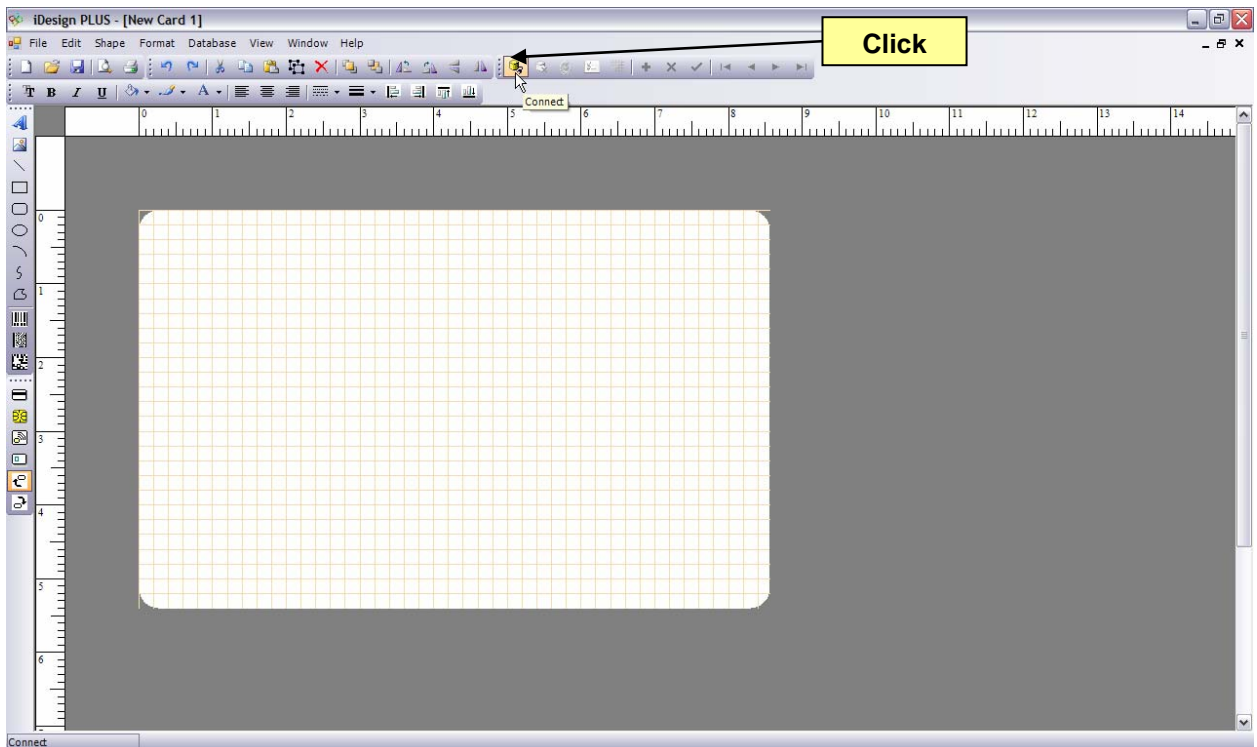 iDesign PLUS - [New Card 1]
Click
File Edit Shape Format Database View Window Help
T B I U A
Connect
0 1 2 3 4 5 6 7 8 9 10 11 12 13 14
0
1
2
3
4
5
6
Connect